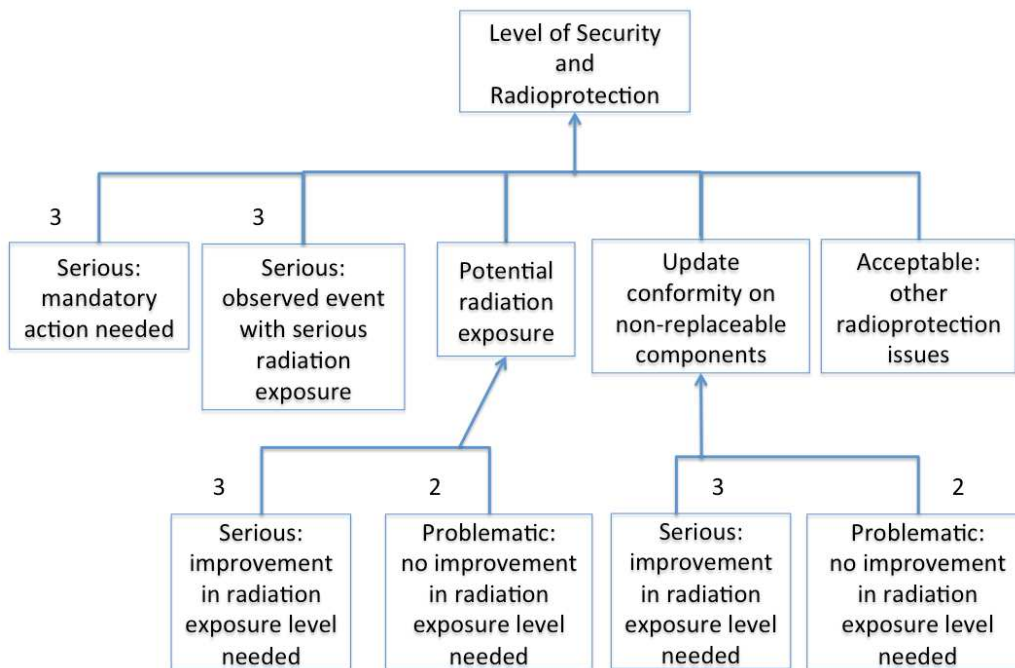 Level of Security
and
Radioprotection
3
3
Serious:
mandatory
action needed
Serious:
observed event
with serious
radiation
exposure
Potential
radiation
exposure
Update
conformity on
non-replaceable
components
Acceptable:
other
radioprotection
issues
3
2
3
2
Serious:
improvement
in radiation
exposure level
needed
Problematic:
no improvement
in radiation
exposure level
needed
Serious:
improvement
in radiation
exposure level
needed
Problematic:
no improvement
in radiation
exposure level
needed